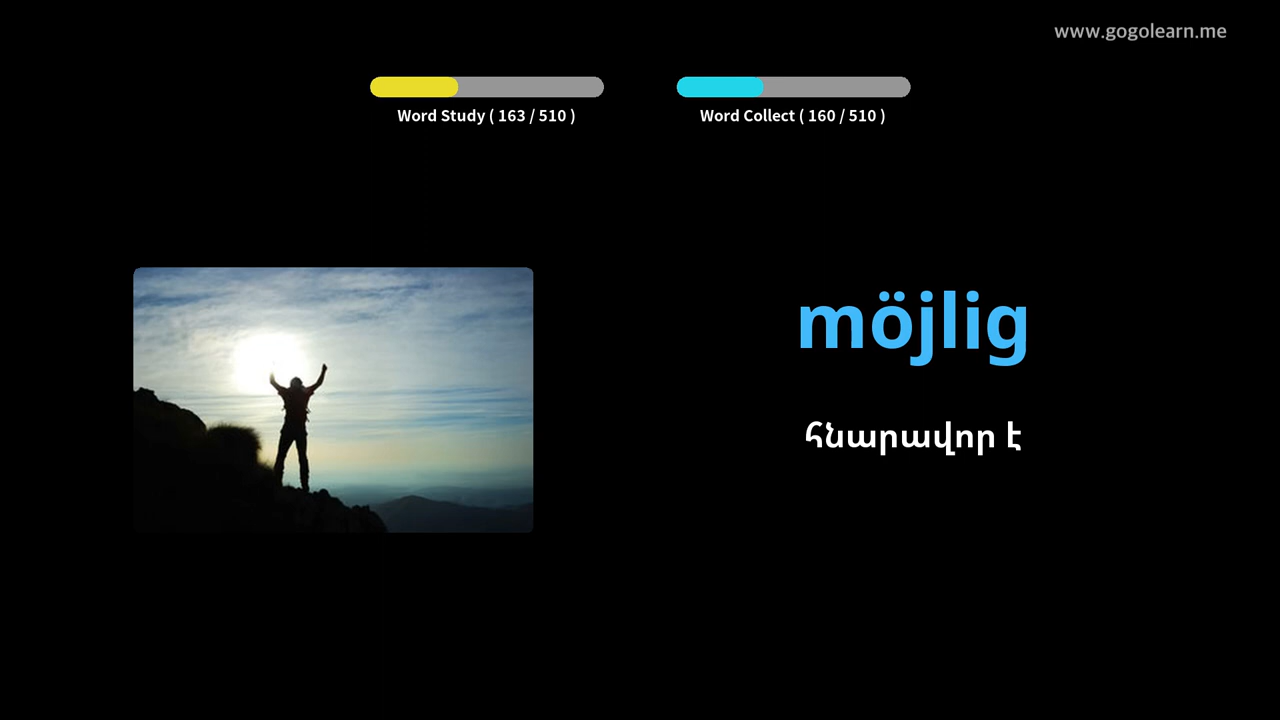 www.gogolearn.me
Word Study ( 163 / 510 )
Word Collect ( 160 / 510 )
möjlig
հնարավոր է